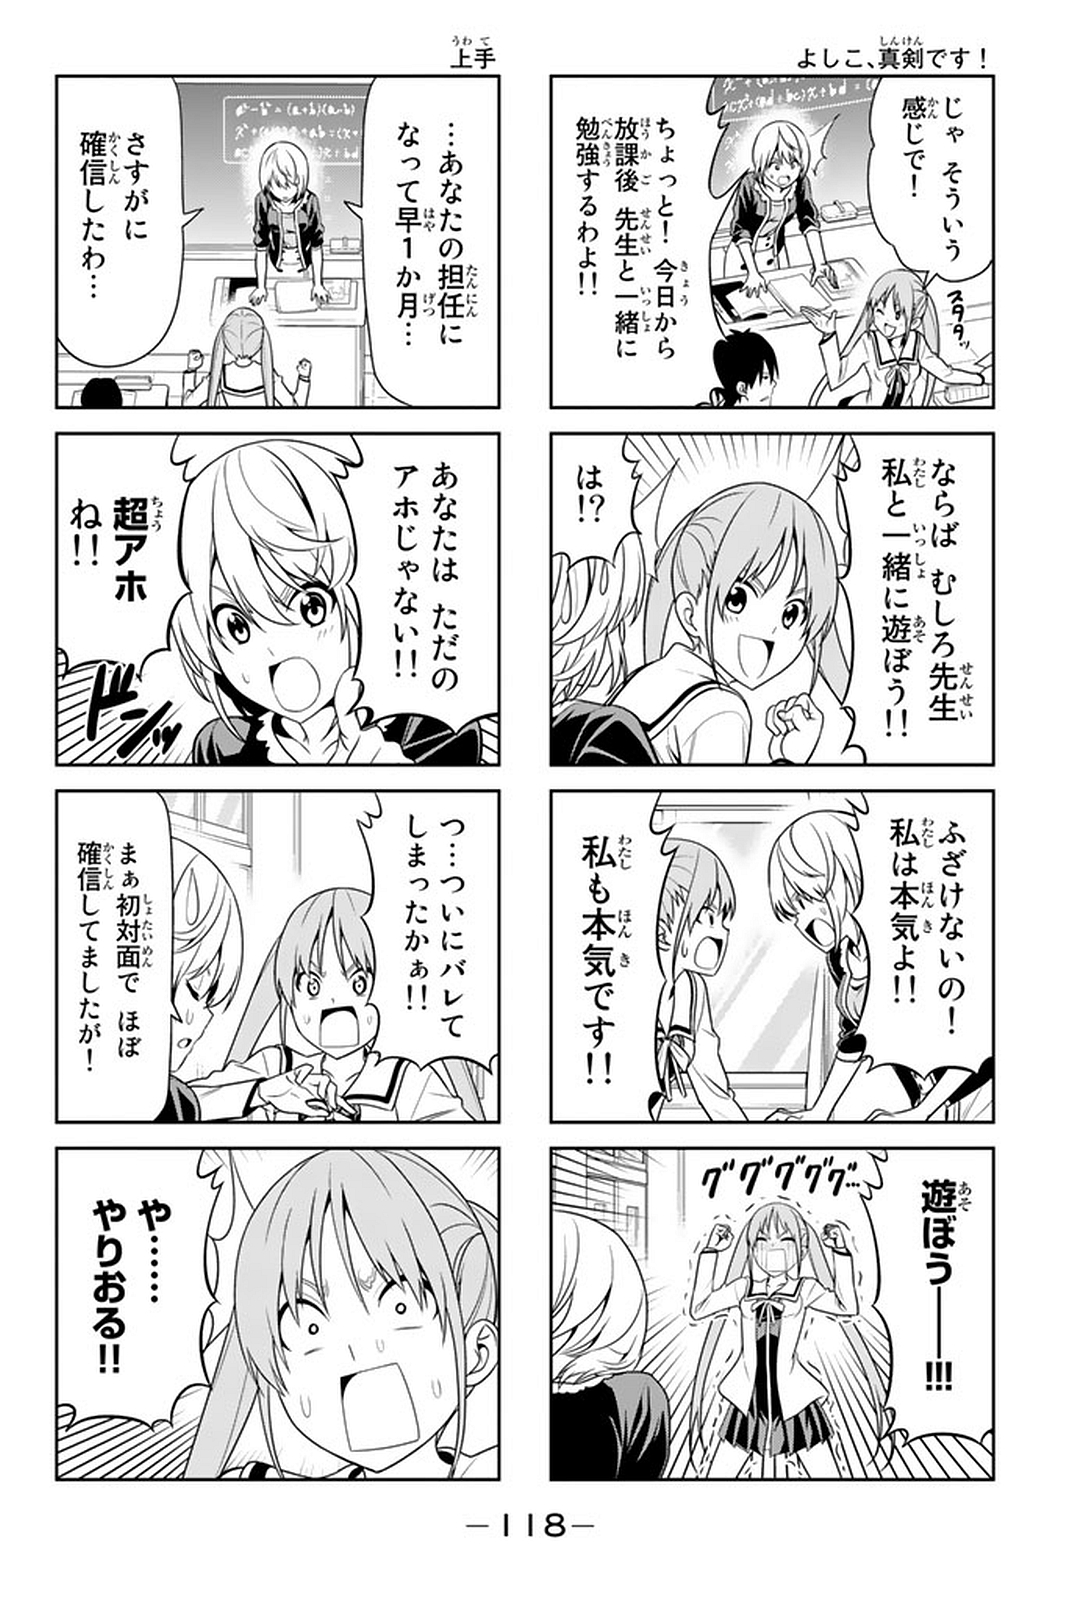 よしこ、真剣です！
じゃ そういう
感じで！
スタタッ
ちょっと！ 今日から
放課後 先生と一緒に
勉強するわよ!!
ならば むしろ先生
私と一緒に遊ぼう!!
は!?
ふざけないの！
私は本気よ!!
私も本気です!!
遊ぼう――!!!
グググググ…
上手
…あなたの担任に
なって早1か月…
さすがに
確信したわ…
あなたは ただの
アホじゃない!!
超アホ
ね!!
ドドンッ
つ…ついにバレて
しまったかぁ!!
まぁ初対面で ほぼ
確信してましたが！
や……
やりおる!!
―118―